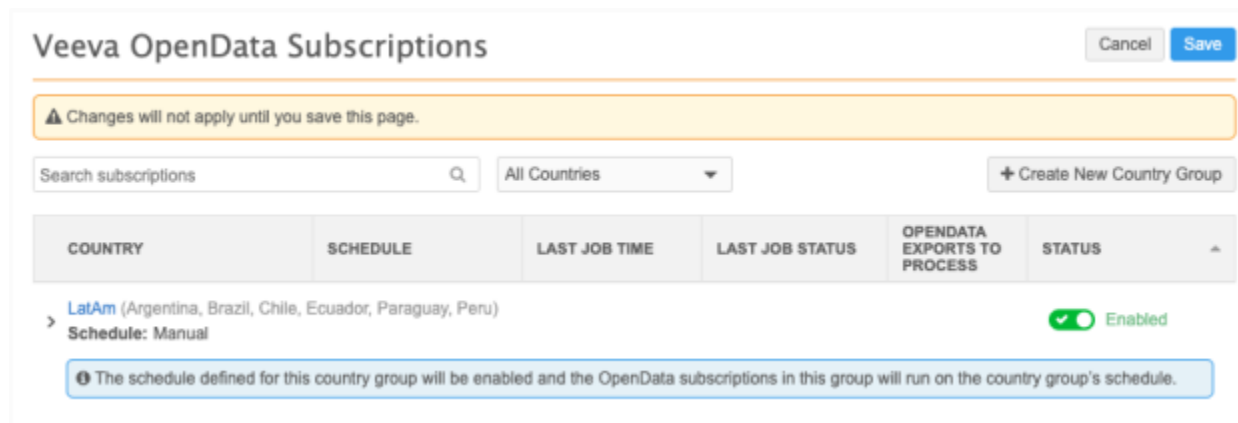 Veeva OpenData Subscriptions
Cancel
Save
Changes will not apply until you save this page.
Search subscriptions
All Countries
+ Create New Country Group
COUNTRY
SCHEDULE
LAST JOB TIME
LAST JOB STATUS
OPENDATA
EXPORTS TO
PROCESS
STATUS
LatAm (Argentina, Brazil, Chile, Ecuador, Paraguay, Peru)
Schedule: Manual
Enabled
The schedule defined for this country group will be enabled and the OpenData subscriptions in this group will run on the country group's schedule.